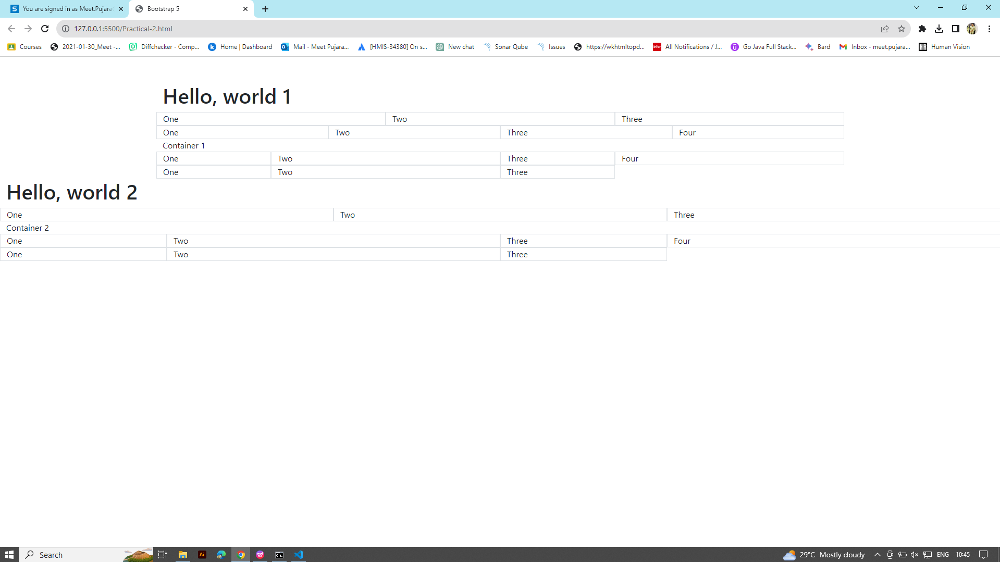 You are signed in as Meet.Pujara
Bootstrap 5
127.0.0.1:5500/Practical-2.html
Courses
2021-01-30_Meet -...
Diffchecker - Comp...
Home | Dashboard
Mail - Meet Pujara...
[HMIS-34380] On s...
New chat
Sonar Qube
Issues
https://wkhtmltopd...
All Notifications / J...
Go Java Full Stack...
Bard
Inbox - meet.pujara...
Human Vision
Hello, world 1
One Two Three
One Two Three Four
Container 1
One Two Three Four
One Two Three
Hello, world 2
One Two Three
Container 2
One Two Three Four
One Two Three
Search
29°C Mostly cloudy
ENG
10:45